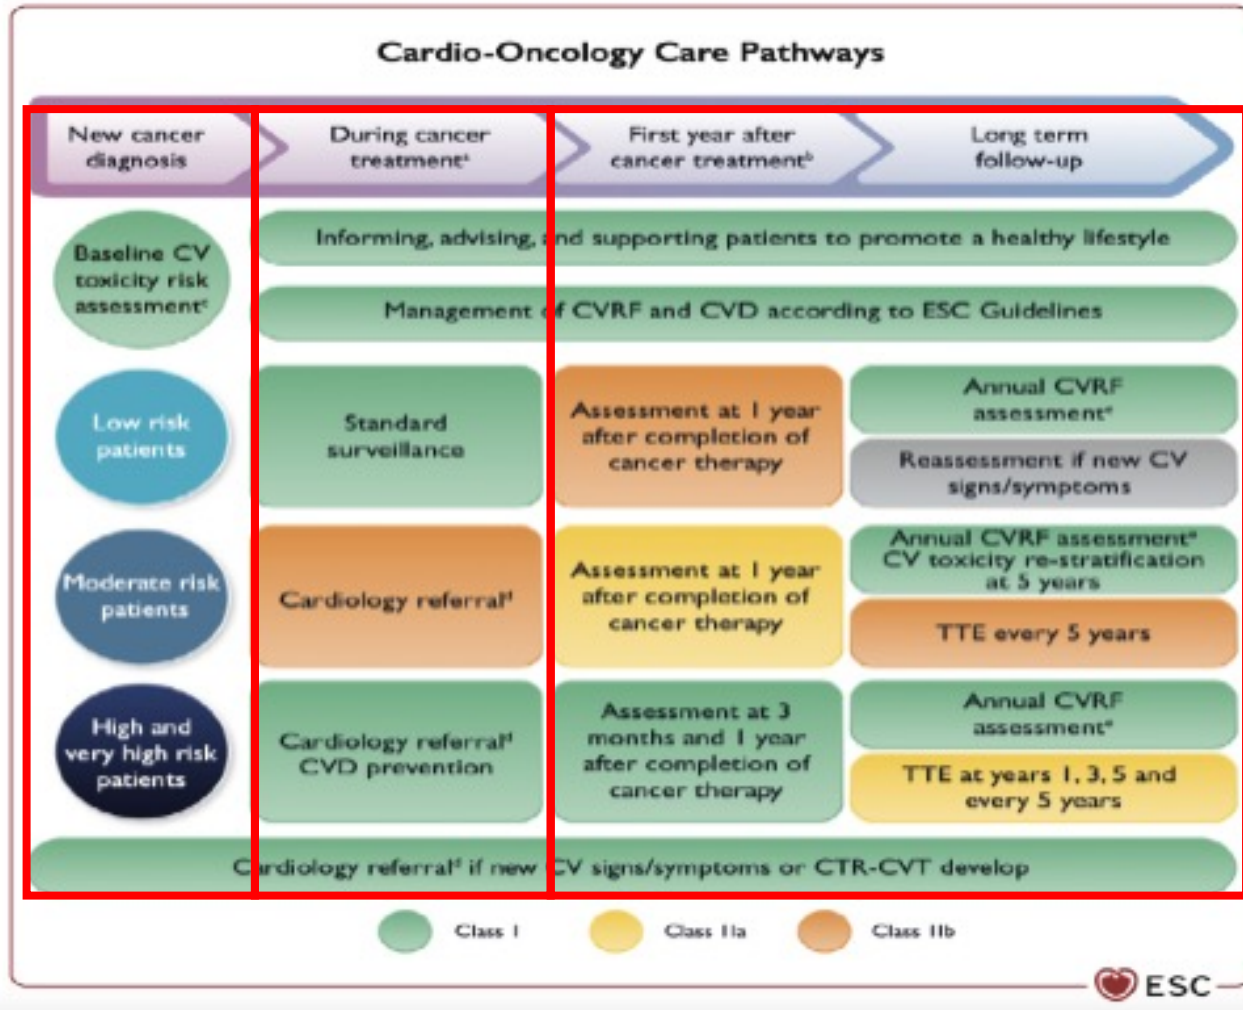 Cardio-Oncology Care Pathways
New cancer
diagnosis
During cancer
treatmentᵃ
First year after
cancer treatmentᵇ
Long term
follow-up
Baseline CV
toxicity risk
assessmentᶜ
Informing, advising, and supporting patients to promote a healthy lifestyle
Management of CVRF and CVD according to ESC Guidelines
Low risk
patients
Standard
surveillance
Assessment at 1 year
after completion of
cancer therapy
Annual CVRF
assessmentᵉ
Reassessment if new CV
signs/symptoms
Moderate risk
patients
Cardiology referralᵈ
Assessment at 1 year
after completion of
cancer therapy
Annual CVRF assessmentᵉ
CV toxicity re-stratification
at 5 years
TTE every 5 years
High and
very high risk
patients
Cardiology referralᵈ
CVD prevention
Assessment at 3
months and 1 year
after completion of
cancer therapy
Annual CVRF
assessmentᵉ
TTE at years 1, 3, 5 and
every 5 years
Cardiology referralᵈ if new CV signs/symptoms or CTR-CVT develop
Class I
Class IIa
Class IIb
ESC